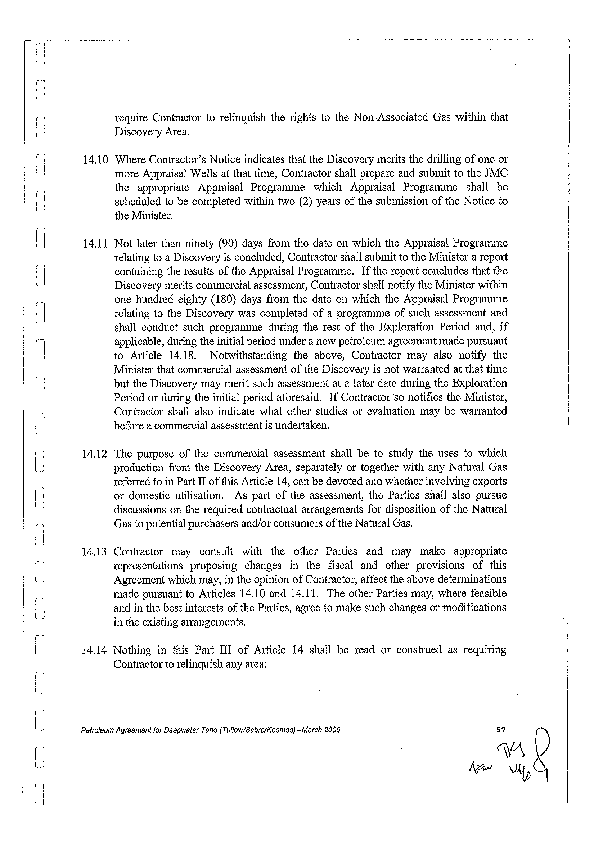 require Contractor to relinquish the rights to the Non-Associated Gas within that
Discovery Area.
14.10 Where Contractor's Notice indicates that the Discovery merits the drilling of one or
more Appraisal Wells at that time, Contractor shall prepare and submit to the JMC
the appropriate Appraisal Programme which Appraisal Programme shall be
scheduled to be completed within two (2) years of the submission of the Notice to
the Minister.
14.11 Not later than ninety (90) days from the date on which the Appraisal Programme
relating to a Discovery is concluded, Contractor shall submit to the Minister a report
containing the results of the Appraisal Programme. If the report concludes that the
Discovery merits commercial assessment, Contractor shall notify the Minister within
one hundred eighty (180) days from the date on which the Appraisal Programme
relating to the Discovery was completed of a programme of such assessment and
shall conduct such programme during the rest of the Exploration Period and, if
applicable, during the initial period under a new petroleum agreement made pursuant
to Article 14.18. Notwithstanding the above, Contractor may also notify the
Minister that commercial assessment of the Discovery is not warranted at that time
but the Discovery may merit such assessment at a later date during the Exploration
Period or during the initial period aforesaid. If Contractor so notifies the Minister,
Contractor shall also indicate what other studies or evaluation may be warranted
before a commercial assessment is undertaken.
14.12 The purpose of the commercial assessment shall be to study the uses to which
production from the Discovery Area, separately or together with any Natural Gas
referred to in Part II of this Article 14, can be devoted and whether involving exports
or domestic utilisation. As part of the assessment, the Parties shall also pursue
discussions on the required contractual arrangements for disposition of the Natural
Gas to potential purchasers and/or consumers of the Natural Gas.
14.13 Contractor may consult with the other Parties and may make appropriate
representations proposing changes in the fiscal and other provisions of this
Agreement which may, in the opinion of Contractor, affect the above determinations
made pursuant to Articles 14.10 and 14.11. The other Parties may, where feasible
and in the best interests of the Parties, agree to make such changes or modifications
in the existing arrangements.
14.14 Nothing in this Part III of Article 14 shall be read or construed as requiring
Contractor to relinquish any area:
Petroleum Agreement for Deepwater Tano (Tullow/Sabre/Kosmos) – March 2006
57